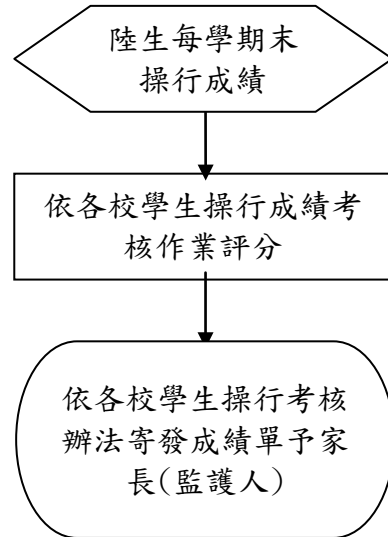 陸生每學期末
操行成績
依各校學生操行成績考
核作業評分
依各校學生操行考核
辦法寄發成績單予家
長(監護人)